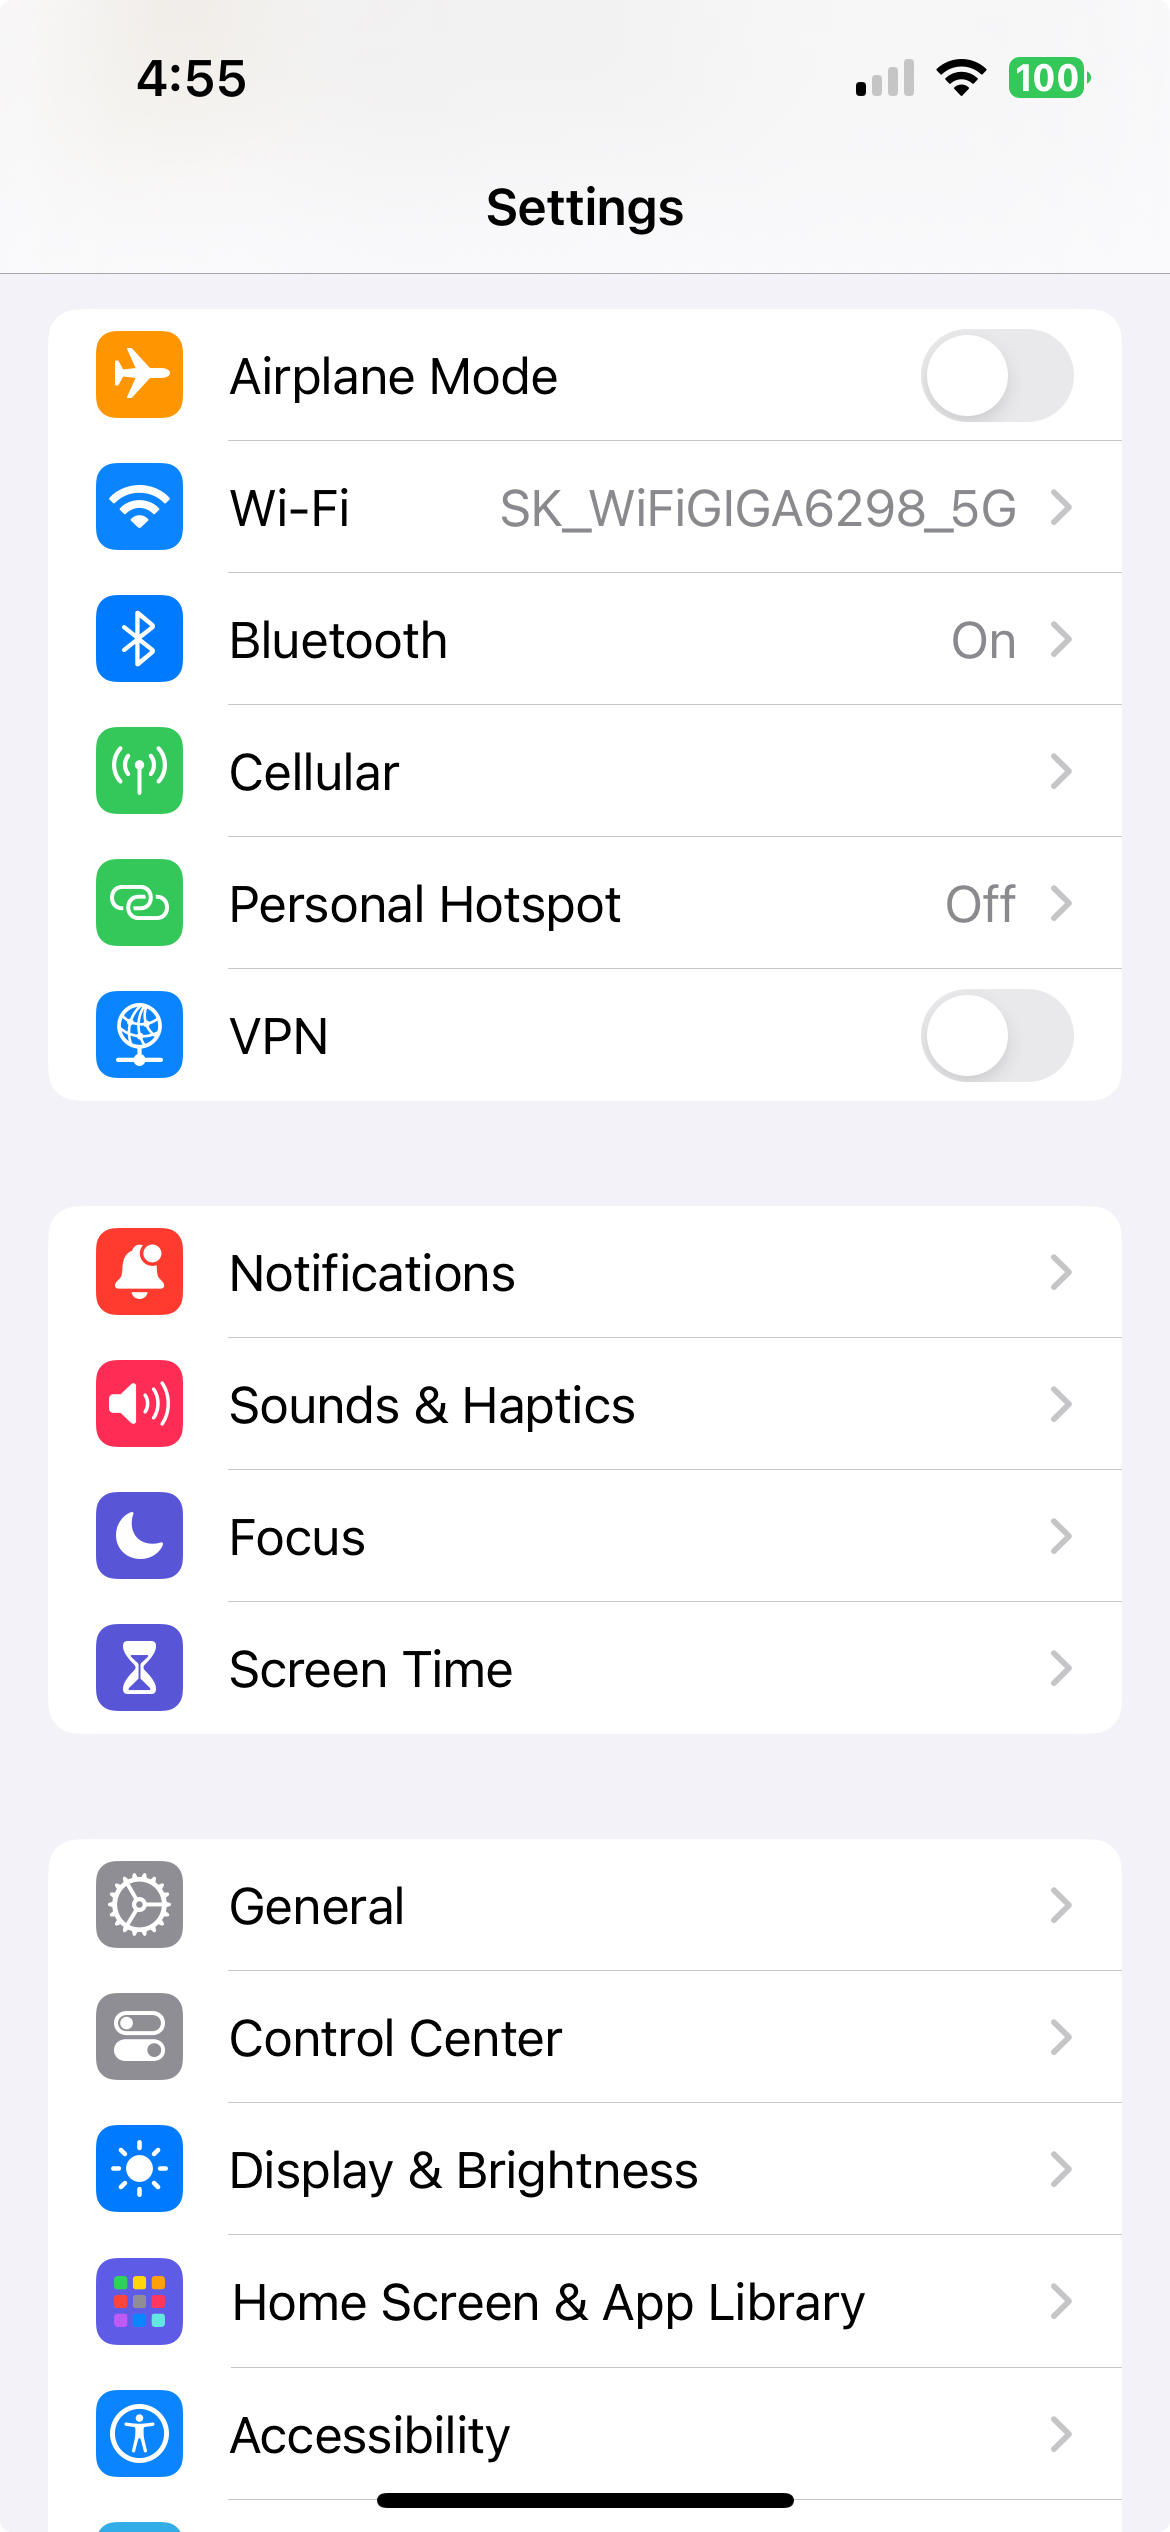 4:55
100
Settings
Airplane Mode
Wi-Fi SK_WiFiGIGA6298_5G
Bluetooth On
Cellular
Personal Hotspot Off
VPN
Notifications
Sounds & Haptics
Focus
Screen Time
General
Control Center
Display & Brightness
Home Screen & App Library
Accessibility